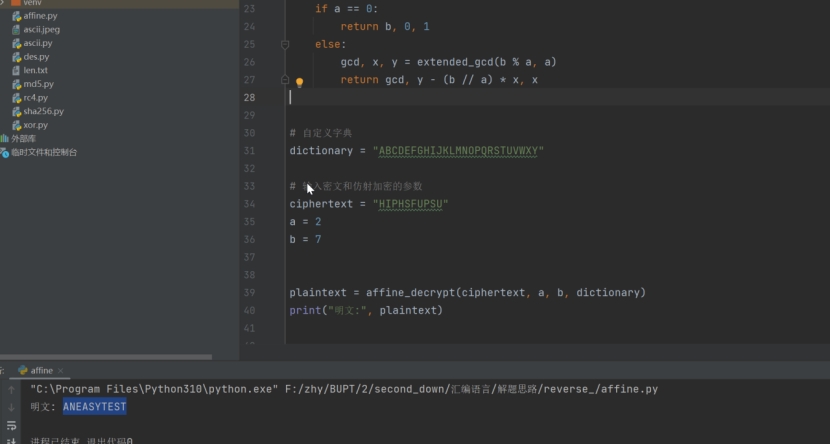 venv
affine.py
ascii.jpeg
ascii.py
des.py
len.txt
md5.py
rc4.py
sha256.py
xor.py
外部库
临时文件和控制台
23 if a == 0:
24 return b, 0, 1
25 else:
26 gcd, x, y = extended_gcd(b % a, a)
27 return gcd, y - (b // a) * x, x
28
29
30 # 自定义字典
31 dictionary = "ABCDEFGHIJKLMNOPQRSTUVWXY"
32
33 # 输入密文和仿射加密的参数
34 ciphertext = "HIPHSFUPSU"
35 a = 2
36 b = 7
37
38
39 plaintext = affine_decrypt(ciphertext, a, b, dictionary)
40 print("明文:", plaintext)
41
affine ×
"C:\Program Files\Python310\python.exe" F:/zhy/BUPT/2/second_down/汇编语言/解题思路/reverse_/affine.py
明文: ANEASYTEST
进程已结束,退出代码0